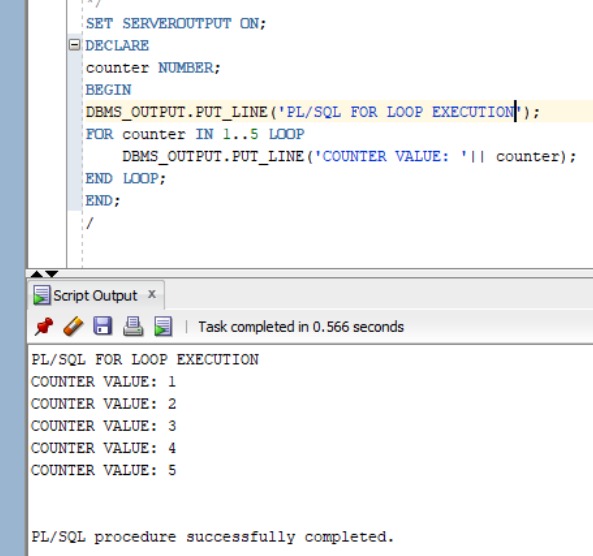 */
SET SERVEROUTPUT ON;
DECLARE
counter NUMBER;
BEGIN
DBMS_OUTPUT.PUT_LINE('PL/SQL FOR LOOP EXECUTION');
FOR counter IN 1..5 LOOP
    DBMS_OUTPUT.PUT_LINE('COUNTER VALUE: '|| counter);
END LOOP;
END;
/
Script Output x
Task completed in 0.566 seconds
PL/SQL FOR LOOP EXECUTION
COUNTER VALUE: 1
COUNTER VALUE: 2
COUNTER VALUE: 3
COUNTER VALUE: 4
COUNTER VALUE: 5
PL/SQL procedure successfully completed.